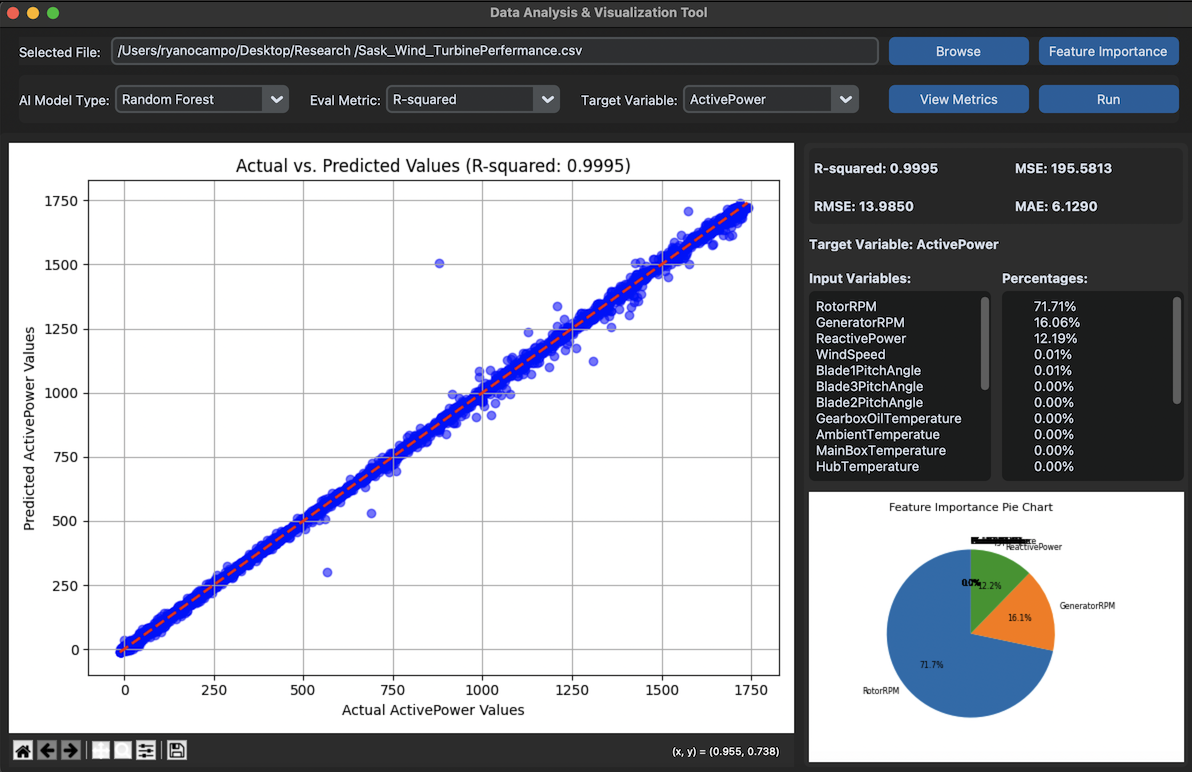 Data Analysis & Visualization Tool
Selected File: /Users/ryanocampo/Desktop/Research /Sask_Wind_TurbinePerfermance.csv Browse Feature Importance
AI Model Type: Random Forest Eval Metric: R-squared Target Variable: ActivePower View Metrics Run
Actual vs. Predicted Values (R-squared: 0.9995)
Predicted ActivePower Values
1750
1500
1250
1000
750
500
250
0
0 250 500 750 1000 1250 1500 1750
Actual ActivePower Values
(x, y) = (0.955, 0.738)
R-squared: 0.9995 MSE: 195.5813
RMSE: 13.9850 MAE: 6.1290
Target Variable: ActivePower
Input Variables: Percentages:
RotorRPM 71.71%
GeneratorRPM 16.06%
ReactivePower 12.19%
WindSpeed 0.01%
Blade1PitchAngle 0.01%
Blade3PitchAngle 0.00%
Blade2PitchAngle 0.00%
GearboxOilTemperature 0.00%
AmbientTemperatue 0.00%
MainBoxTemperature 0.00%
HubTemperature 0.00%
Feature Importance Pie Chart
ReactivePower
12.2%
GeneratorRPM
16.1%
71.7%
RotorRPM